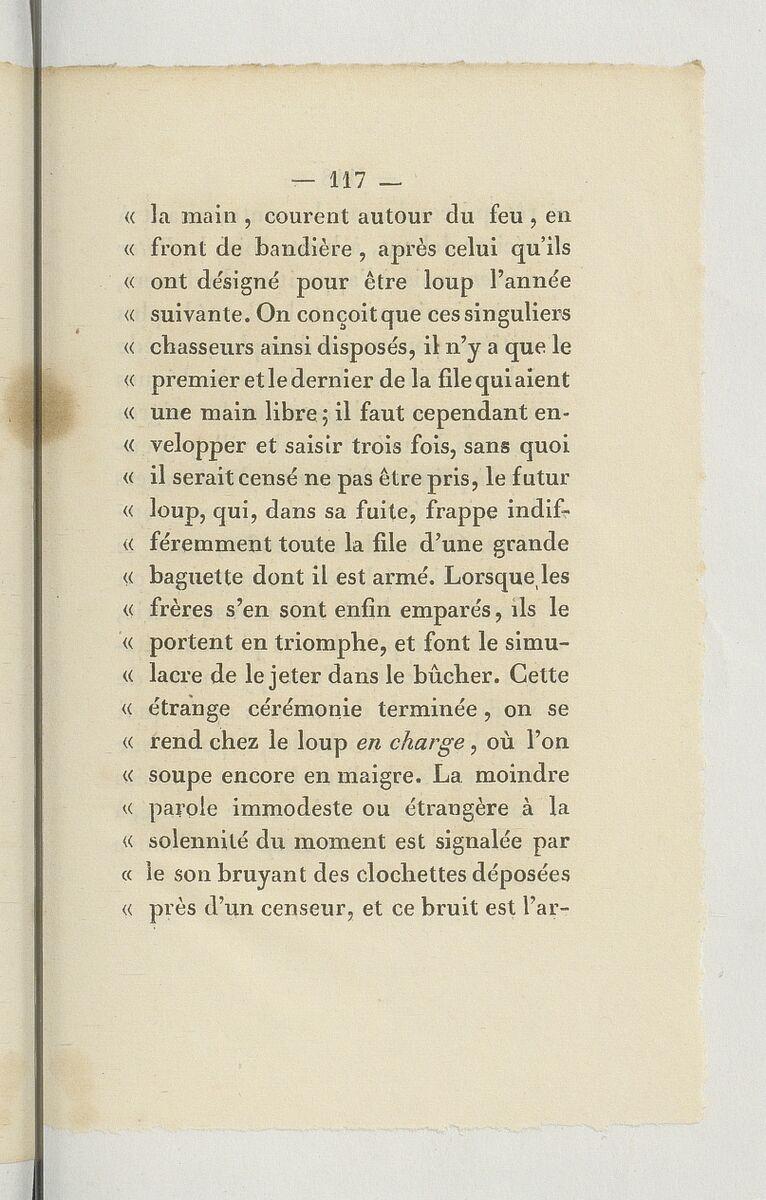 — 117 —
« la main , courent autour du feu , en
« front de bandière , après celui qu'ils
« ont désigné pour être loup l'année
« suivante. On conçoit que ces singuliers
« chasseurs ainsi disposés, il n'y a que le
« premier et le dernier de la file qui aient
« une main libre ; il faut cependant en-
« velopper et saisir trois fois, sans quoi
« il serait censé ne pas être pris, le futur
« loup, qui, dans sa fuite, frappe indif-
« féremment toute la file d'une grande
« baguette dont il est armé. Lorsque les
« frères s'en sont enfin emparés, ils le
« portent en triomphe, et font le simu-
« lacre de le jeter dans le bûcher. Cette
« étrange cérémonie terminée , on se
« rend chez le loup en charge , où l'on
« soupe encore en maigre. La moindre
« parole immodeste ou étrangère à la
« solennité du moment est signalée par
« le son bruyant des clochettes déposées
« près d'un censeur, et ce bruit est l'ar-